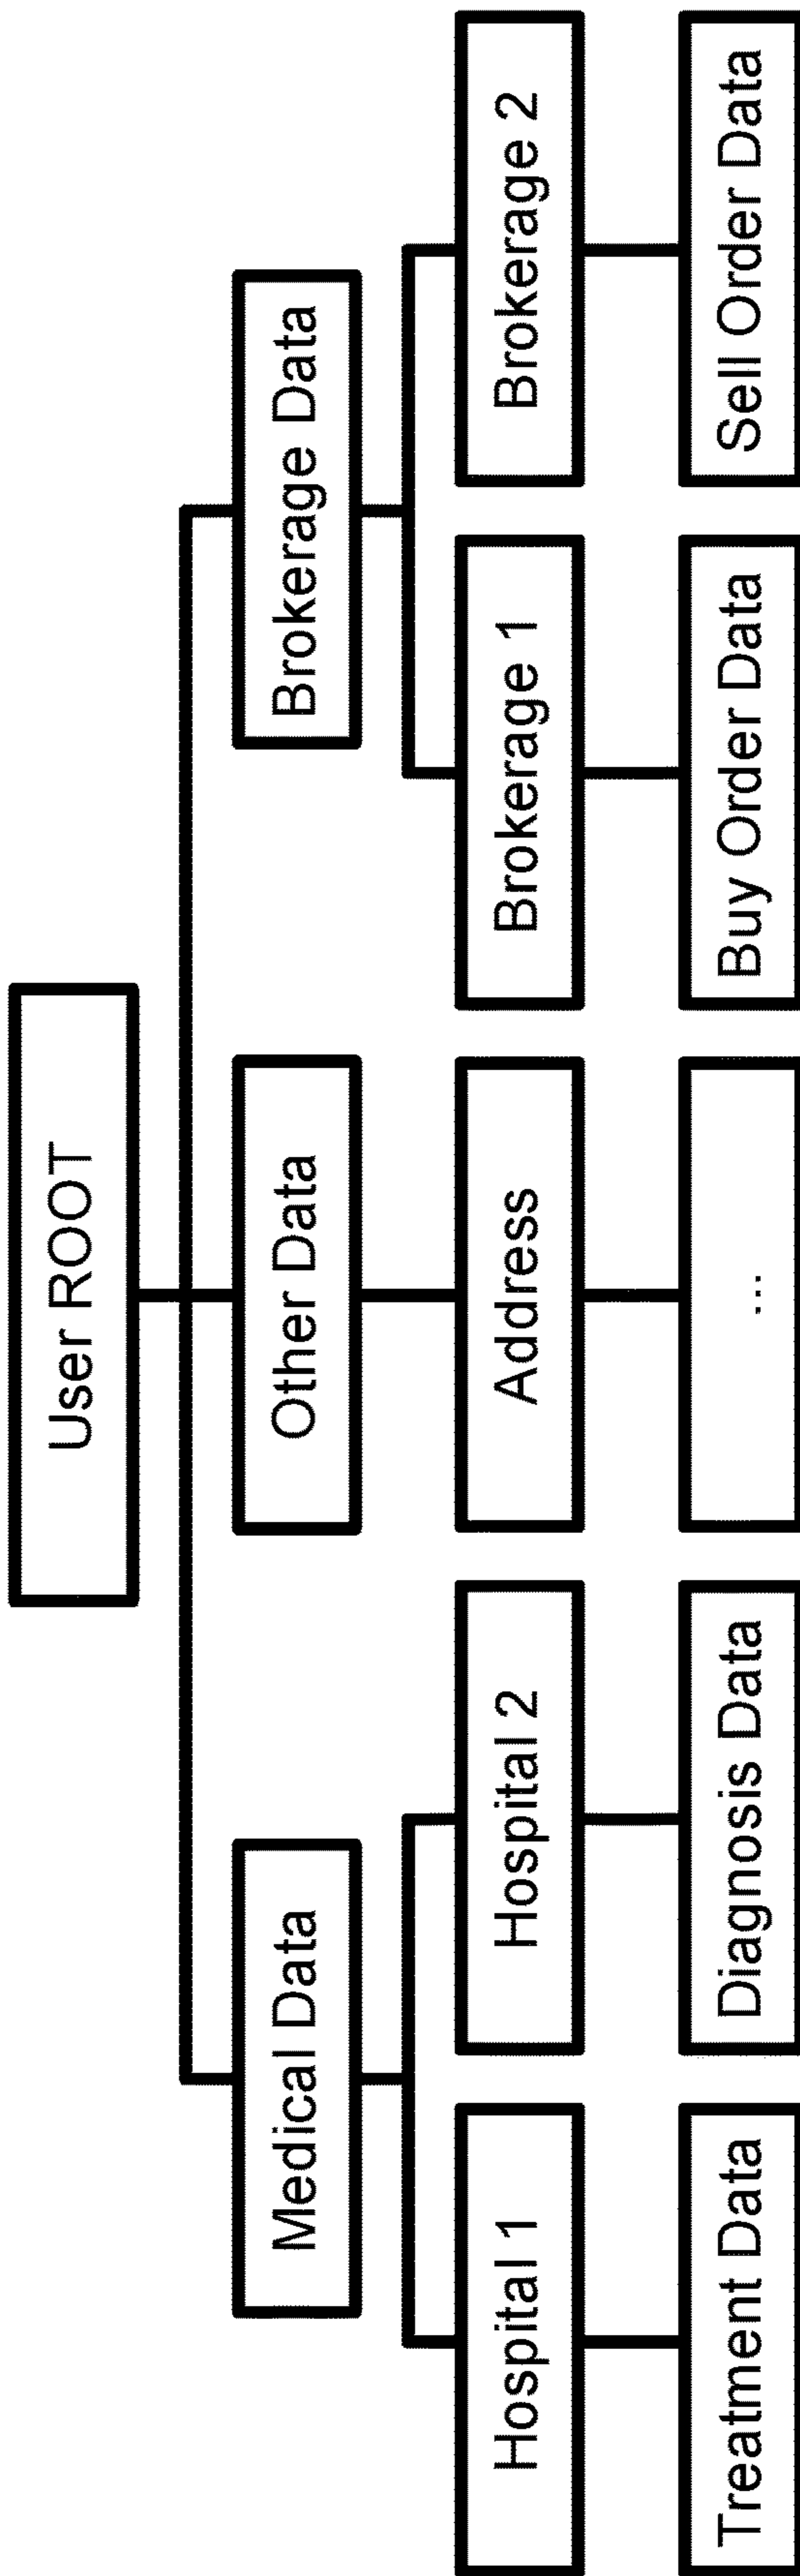 User ROOT
Medical Data
Other Data
Brokerage Data
Hospital 1
Hospital 2
Address
Brokerage 1
Brokerage 2
Treatment Data
Diagnosis Data
...
Buy Order Data
Sell Order Data